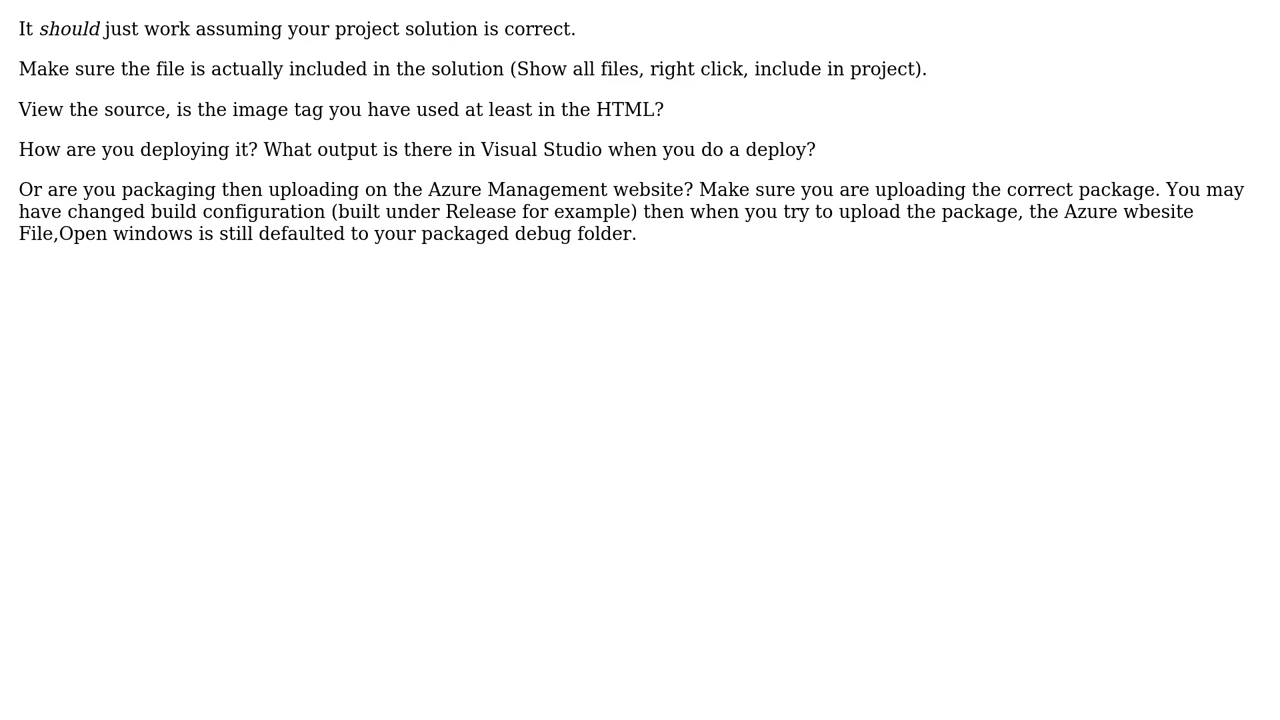 It should just work assuming your project solution is correct.
Make sure the file is actually included in the solution (Show all files, right click, include in project).
View the source, is the image tag you have used at least in the HTML?
How are you deploying it? What output is there in Visual Studio when you do a deploy?
Or are you packaging then uploading on the Azure Management website? Make sure you are uploading the correct package. You may
have changed build configuration (built under Release for example) then when you try to upload the package, the Azure wbesite
File,Open windows is still defaulted to your packaged debug folder.